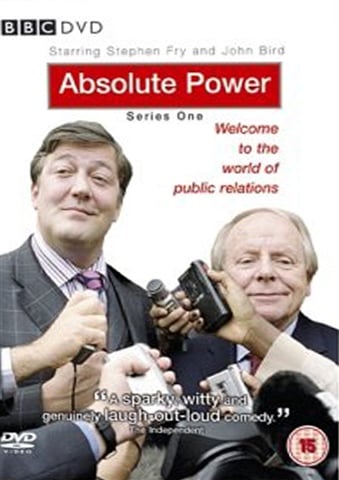 BBC DVD
Starring Stephen Fry and John Bird
Absolute Power
Series One
Welcome
to the
world of
public relations
“A sparky, witty and
genuinely laugh-out-loud comedy.”
The Independent
DVD
VIDEO
15